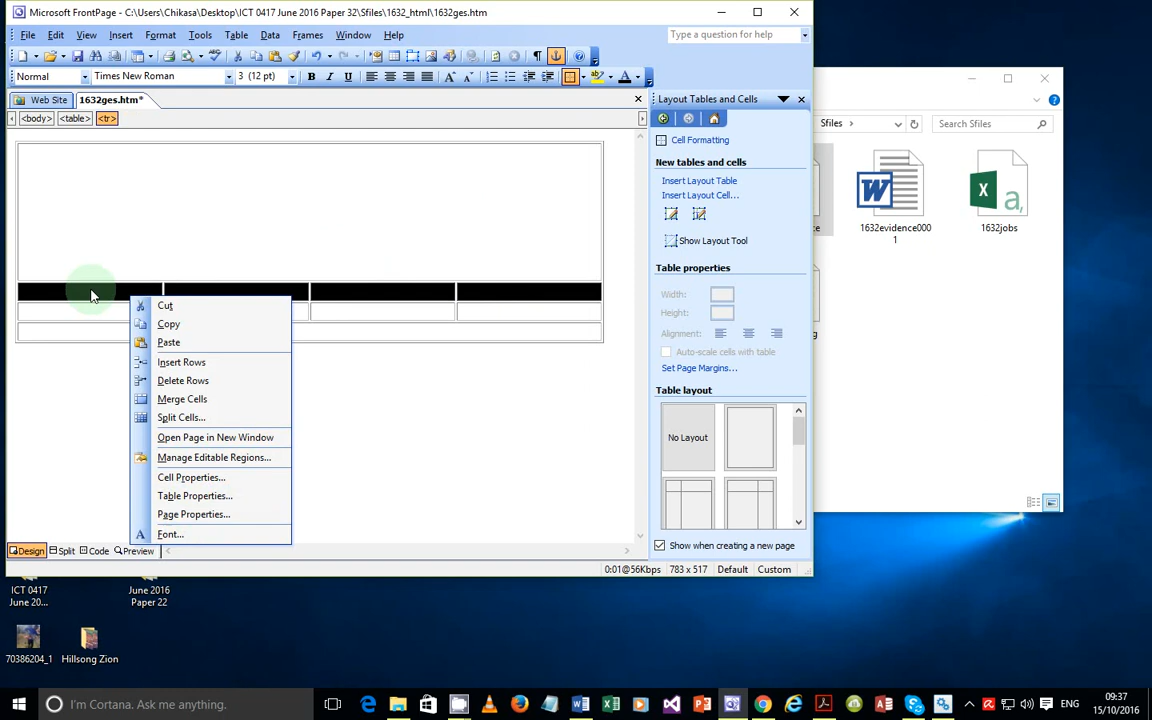 Microsoft FrontPage - C:\Users\Chikasa\Desktop\ICT 0417 June 2016 Paper 32\Sfiles\1632_html\1632ges.htm
File Edit View Insert Format Tools Table Data Frames Window Help
Type a question for help
Normal Times New Roman 3 (12 pt) B I U A A
Web Site 1632ges.htm*
<body> <table> <tr>
Layout Tables and Cells
Cell Formatting
New tables and cells
Insert Layout Table
Insert Layout Cell...
Show Layout Tool
Table properties
Width:
Height:
Alignment:
Auto-scale cells with table
Set Page Margins...
Table layout
No Layout
Show when creating a new page
Cut
Copy
Paste
Insert Rows
Delete Rows
Merge Cells
Split Cells...
Open Page in New Window
Manage Editable Regions...
Cell Properties...
Table Properties...
Page Properties...
Font...
Design Split Code Preview
0:01@56Kbps 783 x 517 Default Custom
Sfiles
Search Sfiles
1632evidence000
1
1632jobs
ICT 0417
June 20...
June 2016
Paper 22
70386204_1
Hillsong Zion
I'm Cortana. Ask me anything.
ENG
09:37
15/10/2016